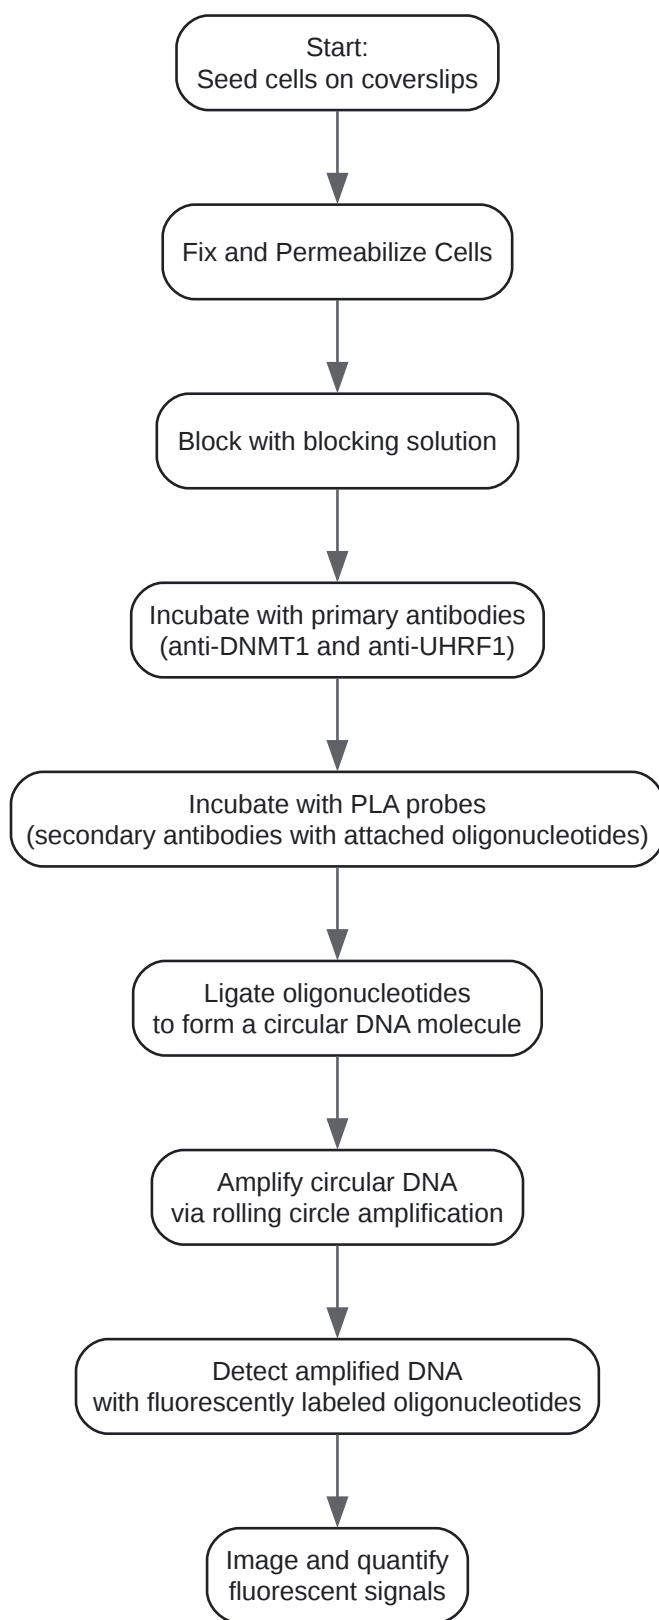 Start:
Seed cells on coverslips
Fix and Permeabilize Cells
Block with blocking solution
Incubate with primary antibodies
(anti-DNMT1 and anti-UHRF1)
Incubate with PLA probes
(secondary antibodies with attached oligonucleotides)
Ligate oligonucleotides
to form a circular DNA molecule
Amplify circular DNA
via rolling circle amplification
Detect amplified DNA
with fluorescently labeled oligonucleotides
Image and quantify
fluorescent signals